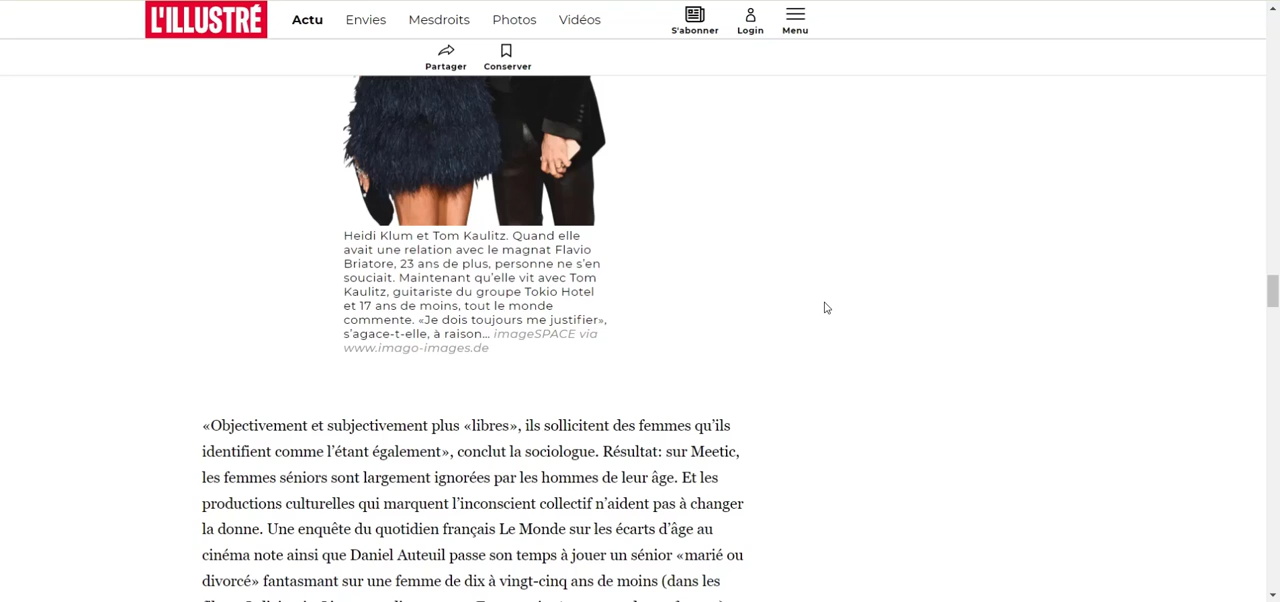 L'ILLUSTRÉ
Actu Envies Mesdroits Photos Vidéos
S'abonner Login Menu
Partager Conserver
Heidi Klum et Tom Kaulitz. Quand elle
avait une relation avec le magnat Flavio
Briatore, 23 ans de plus, personne ne s'en
souciait. Maintenant qu'elle vit avec Tom
Kaulitz, guitariste du groupe Tokio Hotel
et 17 ans de moins, tout le monde
commente. «Je dois toujours me justifier»,
s'agace-t-elle, à raison... imageSPACE via
www.imago-images.de
«Objectivement et subjectivement plus «libres», ils sollicitent des femmes qu'ils
identifient comme l'étant également», conclut la sociologue. Résultat: sur Meetic,
les femmes séniors sont largement ignorées par les hommes de leur âge. Et les
productions culturelles qui marquent l'inconscient collectif n'aident pas à changer
la donne. Une enquête du quotidien français Le Monde sur les écarts d'âge au
cinéma note ainsi que Daniel Auteuil passe son temps à jouer un sénior «marié ou
divorcé» fantasmant sur une femme de dix à vingt-cinq ans de moins (dans les